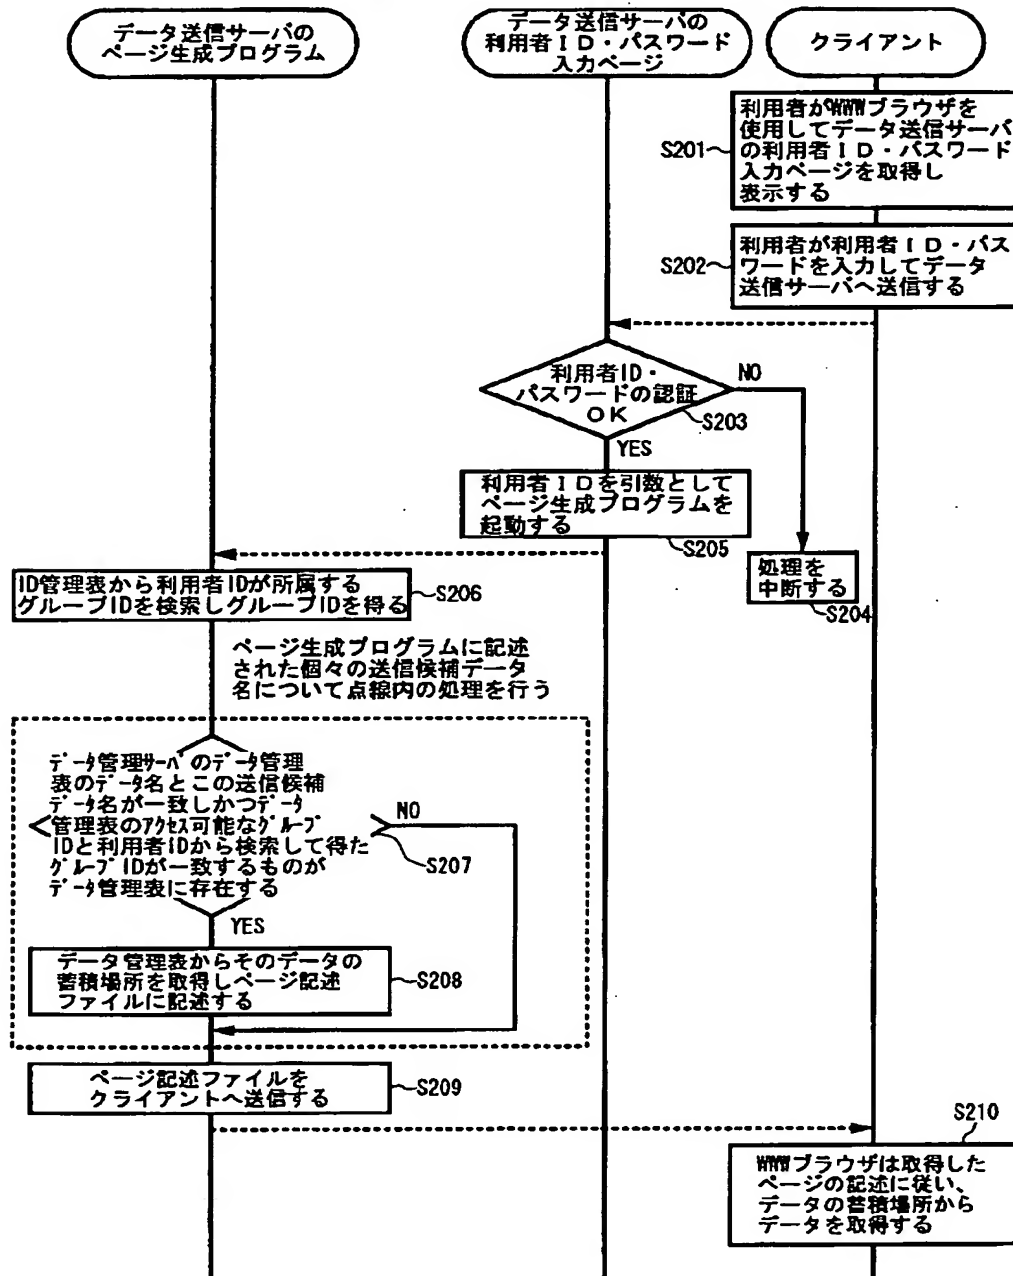 データ送信サーバの
ページ生成プログラム
データ送信サーバの
利用者ID・パスワード
入力ページ
クライアント
利用者がWWWブラウザを
使用してデータ送信サーバ
の利用者ID・パスワード
入力ページを取得し
表示する
S201
利用者が利用者ID・パス
ワードを入力してデータ
送信サーバへ送信する
S202
利用者ID・
パスワードの認証
OK
NO
S203
YES
利用者IDを引数として
ページ生成プログラムを
起動する
S205
処理を
中断する
S204
ID管理表から利用者IDが所属する
グループIDを検索しグループIDを得る
S206
ページ生成プログラムに記述
された個々の送信候補データ
名について点線内の処理を行う
データ管理サーバのデータ管理
表のデータ名とこの送信候補
データ名が一致しかつデータ
管理表のアクセス可能なグループ
IDと利用者IDから検索して得た
グループIDが一致するものが
データ管理表に存在する
NO
S207
YES
データ管理表からそのデータの
蓄積場所を取得しページ記述
ファイルに記述する
S208
ページ記述ファイルを
クライアントへ送信する
S209
S210
WWWブラウザは取得した
ページの記述に従い、
データの蓄積場所から
データを取得する